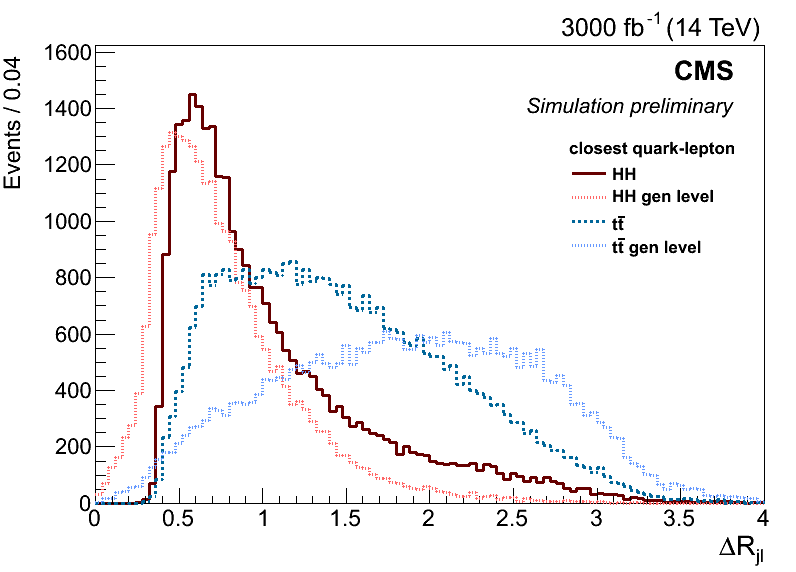 3000 fb⁻¹ (14 TeV)
Events / 0.04
1600
1400
1200
1000
800
600
400
200
0
CMS
Simulation preliminary
closest quark-lepton
HH
HH gen level
tt̄
tt̄ gen level
0 0.5 1 1.5 2 2.5 3 3.5 4
ΔR_jl